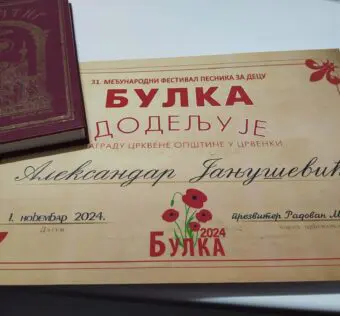 31. МЕЂУНАРОДНИ ФЕСТИВАЛ ПЕСНИКА ЗА ДЕЦУ
БУЛКА
ДОДЕЉУЈЕ
НАГРАДУ ЦРКВЕНЕ ОПШТИНЕ У ЦРВЕНКИ
Александар Јанушевић
1. новембар 2024.
Датум
презвитер Радован
2024
БУЛКА